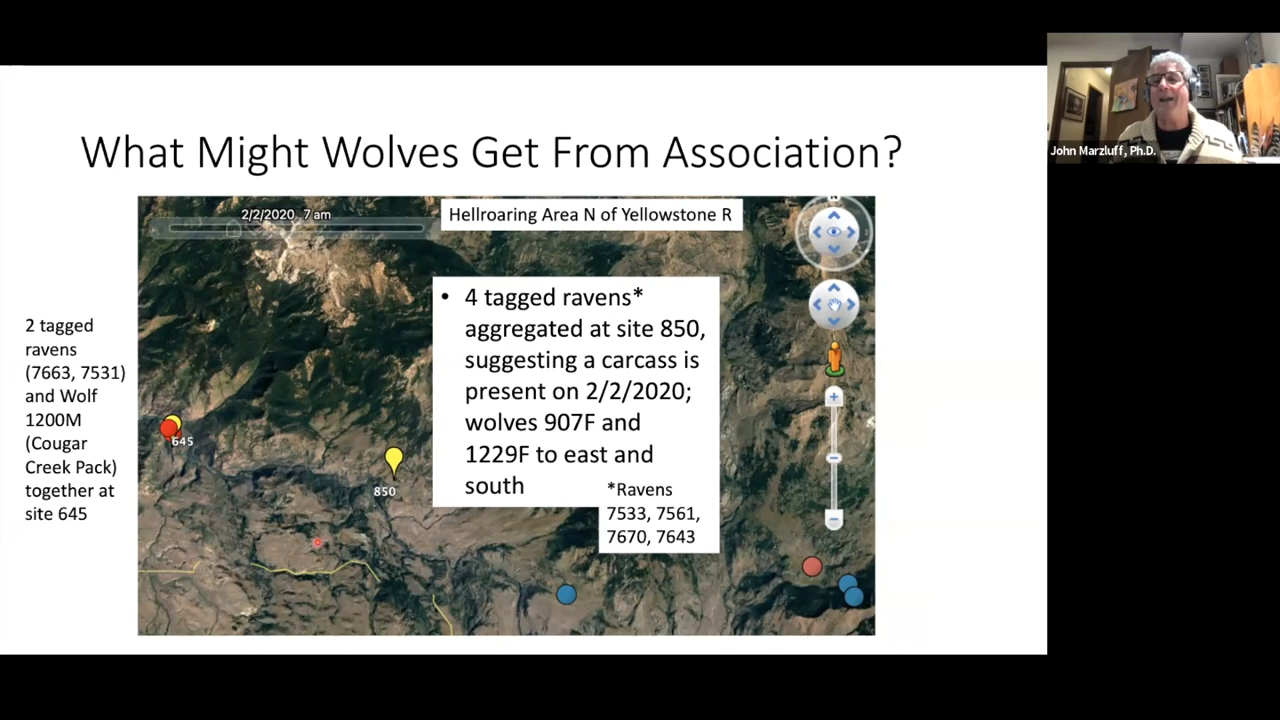 What Might Wolves Get From Association?
2/2/2020 7 am
Hellroaring Area N of Yellowstone R
N
• 4 tagged ravens*
aggregated at site 850,
suggesting a carcass is
present on 2/2/2020;
wolves 907F and
1229F to east and
south
*Ravens
7533, 7561,
7670, 7643
2 tagged
ravens
(7663, 7531)
and Wolf
1200M
(Cougar
Creek Pack)
together at
site 645
645
850
John Marzluff, Ph.D.